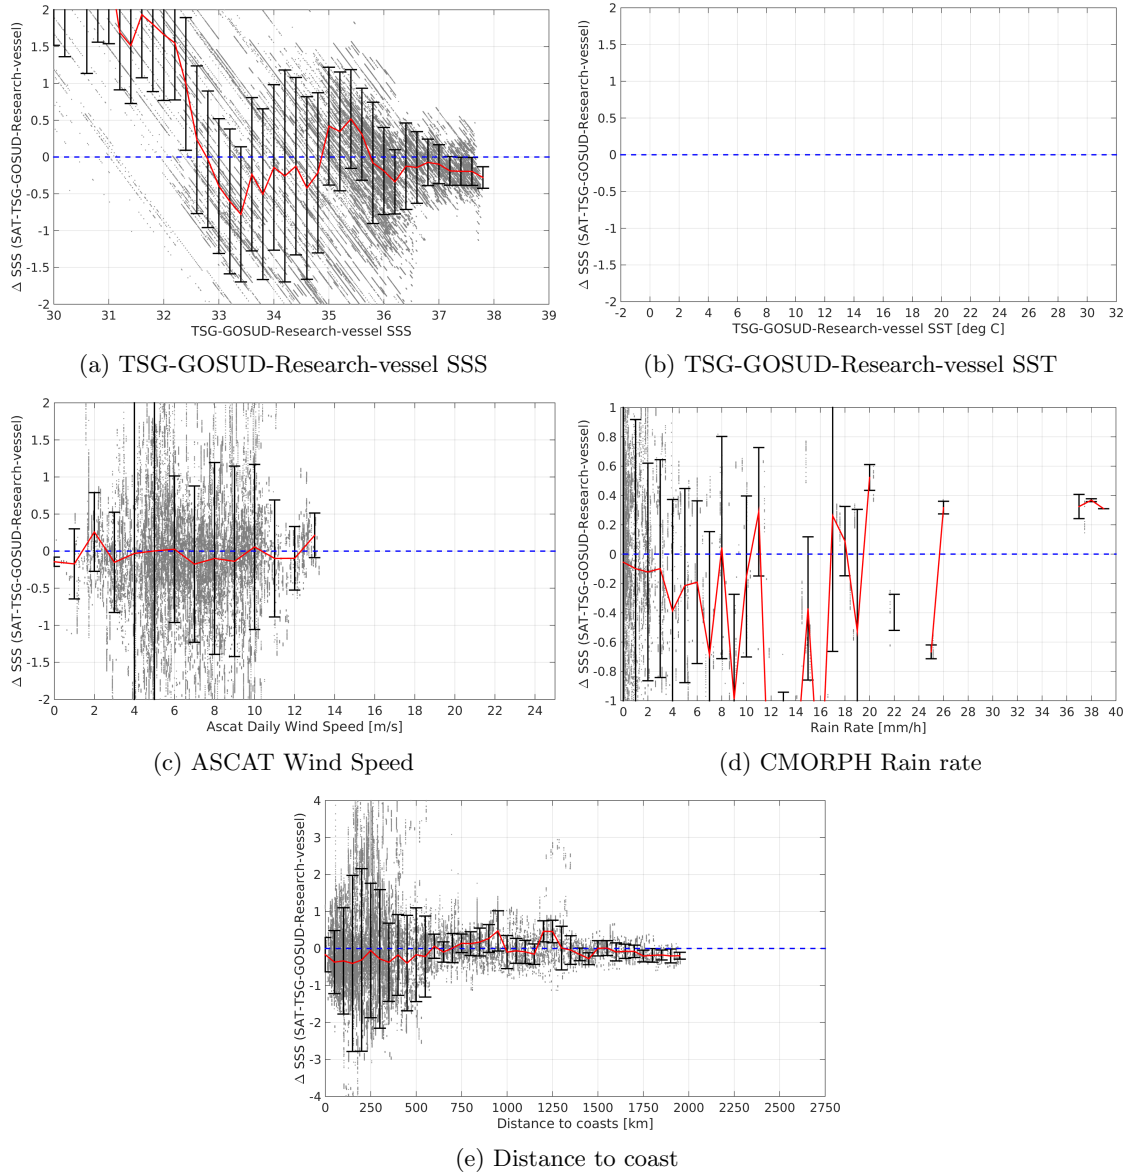 Δ SSS (SAT-TSG-GOSUD-Research-vessel)
2
1.5
1
0.5
0
-0.5
-1
-1.5
-2
30 31 32 33 34 35 36 37 38 39
TSG-GOSUD-Research-vessel SSS
(a) TSG-GOSUD-Research-vessel SSS
Δ SSS (SAT-TSG-GOSUD-Research-vessel)
2
1.5
1
0.5
0
-0.5
-1
-1.5
-2
-2 0 2 4 6 8 10 12 14 16 18 20 22 24 26 28 30 32
TSG-GOSUD-Research-vessel SST [deg C]
(b) TSG-GOSUD-Research-vessel SST
Δ SSS (SAT-TSG-GOSUD-Research-vessel)
2
1.5
1
0.5
0
-0.5
-1
-1.5
-2
0 2 4 6 8 10 12 14 16 18 20 22 24
Ascat Daily Wind Speed [m/s]
(c) ASCAT Wind Speed
Δ SSS (SAT-TSG-GOSUD-Research-vessel)
1
0.8
0.6
0.4
0.2
0
-0.2
-0.4
-0.6
-0.8
-1
0 2 4 6 8 10 12 14 16 18 20 22 24 26 28 30 32 34 36 38 40
Rain Rate [mm/h]
(d) CMORPH Rain rate
Δ SSS (SAT-TSG-GOSUD-Research-vessel)
4
3
2
1
0
-1
-2
-3
-4
0 250 500 750 1000 1250 1500 1750 2000 2250 2500 2750
Distance to coasts [km]
(e) Distance to coast